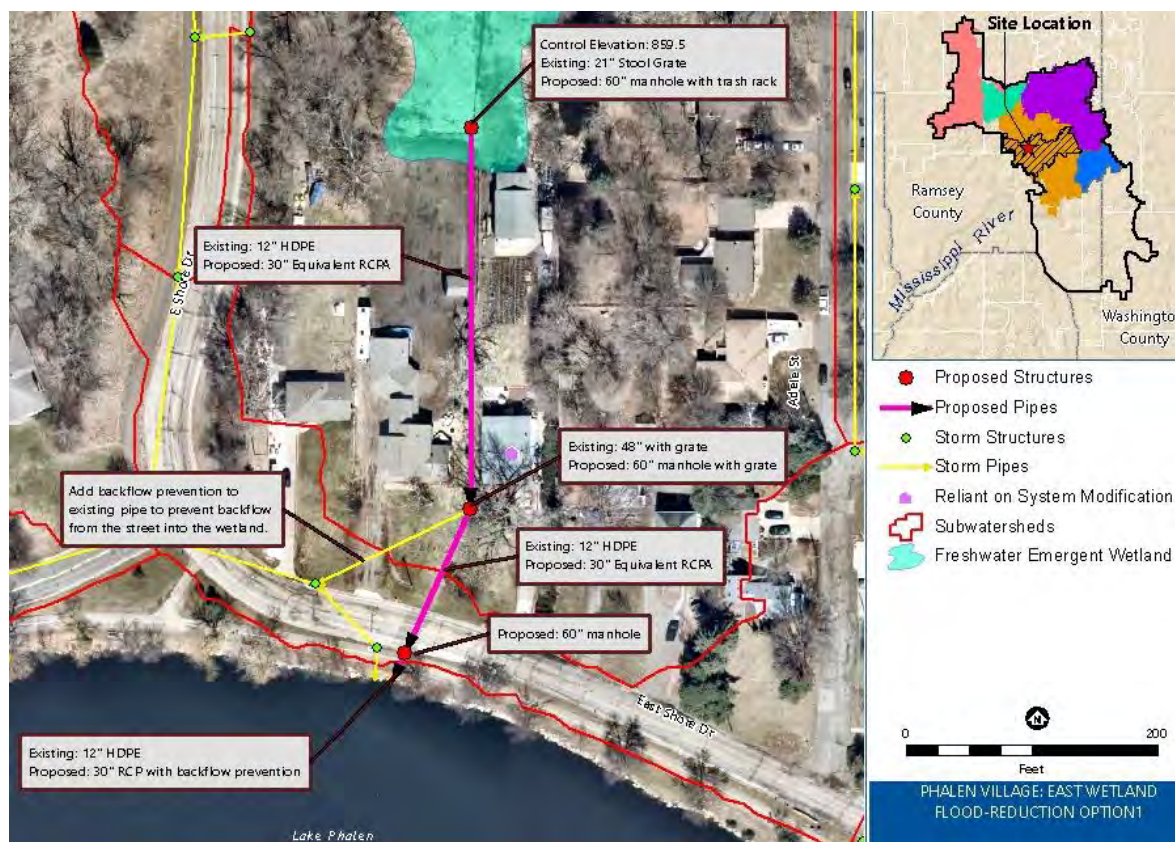 Control Elevation: 859.5
Existing: 21" Stool Grate
Proposed: 60" manhole with trash rack
Existing: 12" HDPE
Proposed: 30" Equivalent RCPA
E Shore Dr
Adele St
Existing: 48" with grate
Proposed: 60" manhole with grate
Add backflow prevention to
existing pipe to prevent backflow
from the street into the wetland.
Existing: 12" HDPE
Proposed: 30" Equivalent RCPA
Proposed: 60" manhole
East Shore Dr
Existing: 12" HDPE
Proposed: 30" RCP with backflow prevention
Lake Phalen
Site Location
Ramsey
County
Mississippi River
Washington
County
Proposed Structures
Proposed Pipes
Storm Structures
Storm Pipes
Reliant on System Modification
Subwatersheds
Freshwater Emergent Wetland
N
0 200
Feet
PHALEN VILLAGE: EAST WETLAND
FLOOD-REDUCTION OPTION1